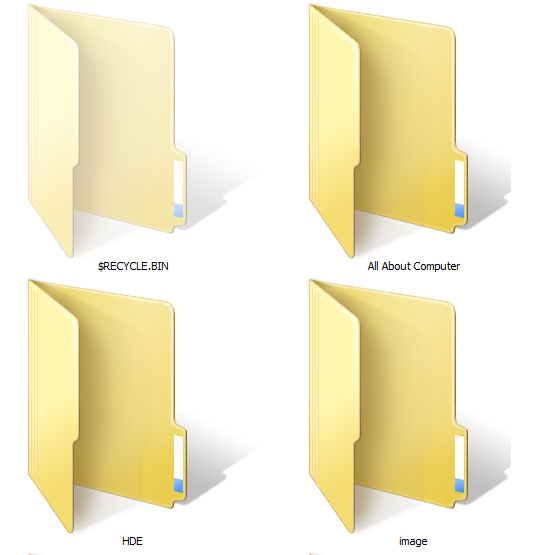 $RECYCLE.BIN
All About Computer
HDE
image